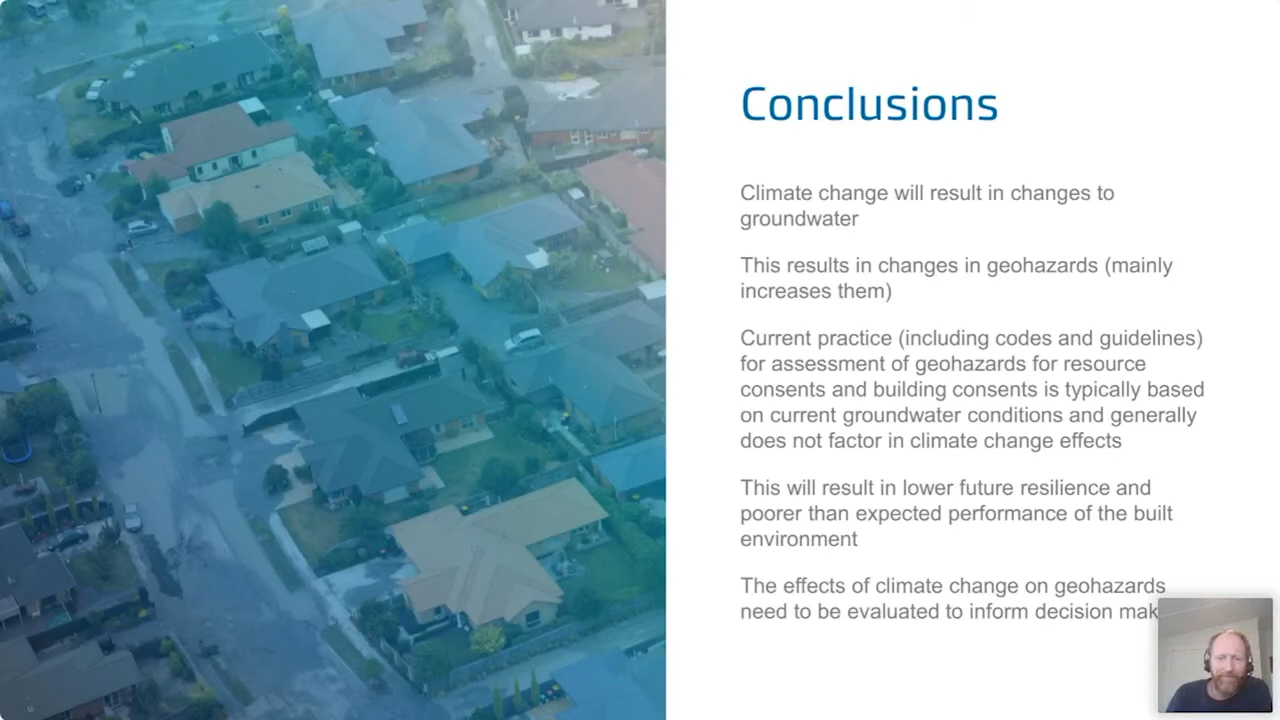 Conclusions
Climate change will result in changes to
groundwater
This results in changes in geohazards (mainly
increases them)
Current practice (including codes and guidelines)
for assessment of geohazards for resource
consents and building consents is typically based
on current groundwater conditions and generally
does not factor in climate change effects
This will result in lower future resilience and
poorer than expected performance of the built
environment
The effects of climate change on geohazards
need to be evaluated to inform decision mak